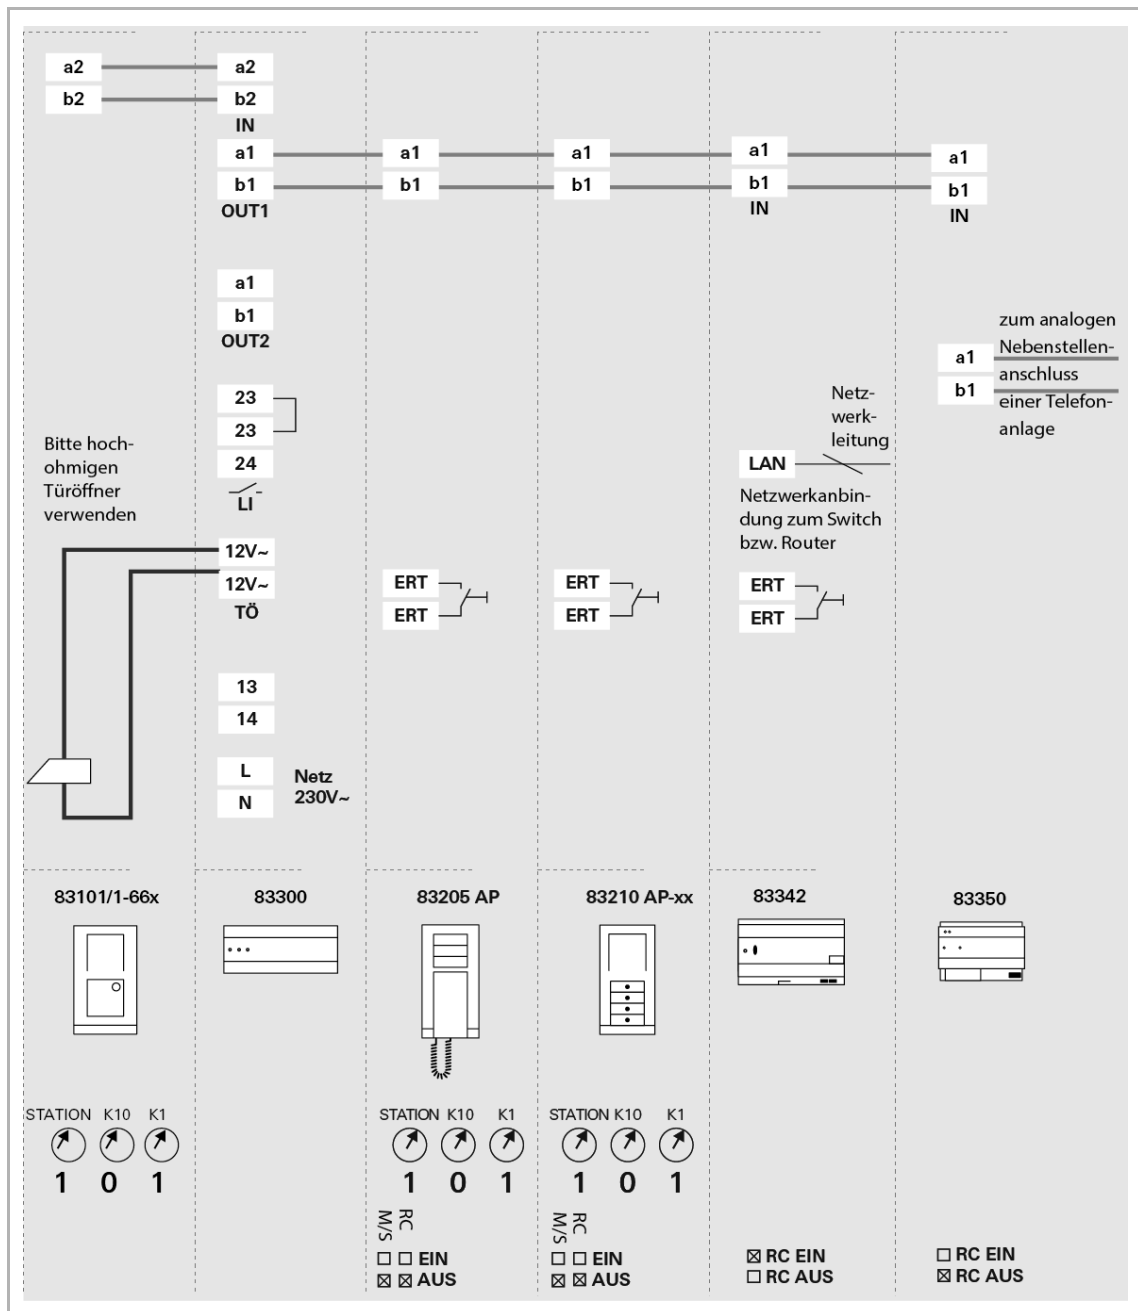 a2
a2
b2
b2
IN
a1
a1
a1
a1
a1
b1
b1
b1
b1
b1
OUT1
IN
IN
a1
b1
OUT2
zum analogen
Nebenstellen-
anschluss
einer Telefon-
anlage
a1
b1
23
23
24
LI
Netz-
werk-
leitung
LAN
Netzwerkanbin-
dung zum Switch
bzw. Router
Bitte hoch-
ohmigen
Türöffner
verwenden
12V~
12V~
TÖ
ERT
ERT
ERT
ERT
ERT
ERT
13
14
L
N
Netz
230V~
83101/1-66x
83300
83205 AP
83210 AP-xx
83342
83350
STATION K10 K1
1 0 1
STATION K10 K1
1 0 1
M/S RC
☐ ☐ EIN
☒ ☒ AUS
STATION K10 K1
1 0 1
M/S RC
☐ ☐ EIN
☒ ☒ AUS
☒ RC EIN
☐ RC AUS
☐ RC EIN
☒ RC AUS